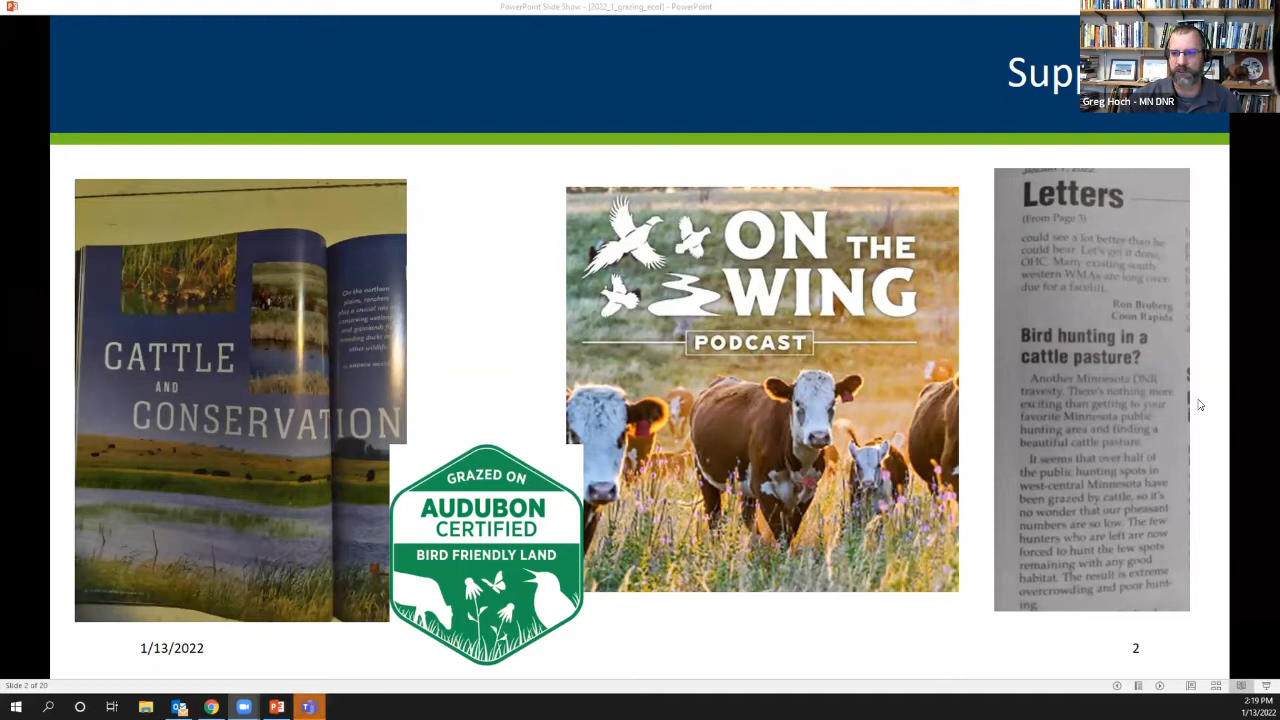 PowerPoint Slide Show - [2022_1_grazing_ecol] - PowerPoint
Supp
Greg Hoch - MN DNR
On the northern
plains, ranchers
play a crucial role in
conserving wetlands
and grasslands for
breeding ducks and
other wildlife
CATTLE
AND
CONSERVATION
GRAZED ON
AUDUBON
CERTIFIED
BIRD FRIENDLY LAND
ON THE
WING
PODCAST
Letters
(From Page 3)
could see a lot better than he
could hear. Let's get it done,
OHC. Many existing south-
western WMAs are long over-
due for a facelift.
Ron Broberg
Coon Rapids
Bird hunting in a
cattle pasture?
Another Minnesota DNR
travesty. There's nothing more
exciting than getting to your
favorite Minnesota public
hunting area and finding a
beautiful cattle pasture.
It seems that over half of
the public hunting spots in
west-central Minnesota have
been grazed by cattle, so it's
no wonder that our pheasant
numbers are so low. The few
hunters who are left are now
forced to hunt the few spots
remaining with any good
habitat. The result is extreme
overcrowding and poor hunt-
ing.
1/13/2022
2
Slide 2 of 20
2:19 PM
1/13/2022